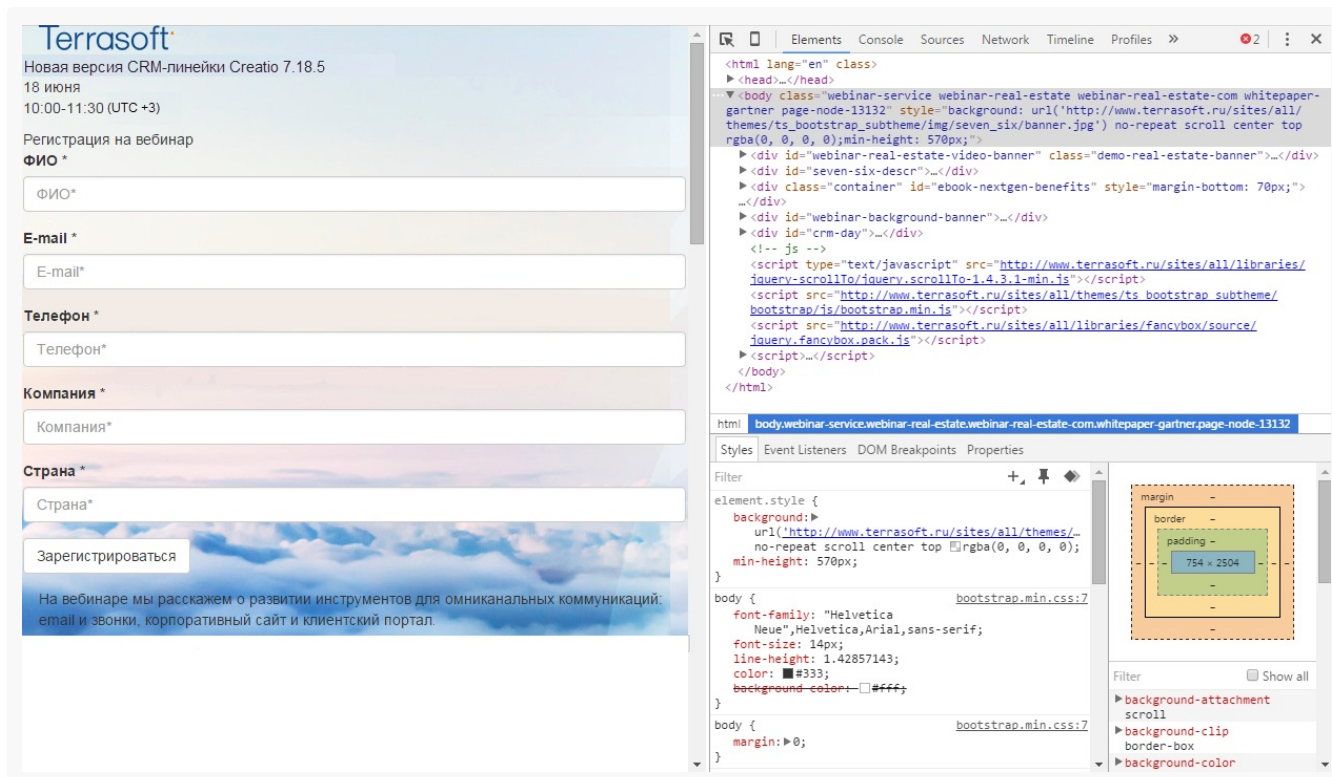 Terrasoft
Новая версия CRM-линейки Creatio 7.18.5
18 июня
10:00-11:30 (UTC +3)
Регистрация на вебинар
ФИО *
ФИО*
E-mail *
E-mail*
Телефон *
Телефон*
Компания *
Компания*
Страна *
Страна*
Зарегистрироваться
На вебинаре мы расскажем о развитии инструментов для омниканальных коммуникаций:
email и звонки, корпоративный сайт и клиентский портал.
Elements Console Sources Network Timeline Profiles » 2
<html lang="en" class>
<head>…</head>
<body class="webinar-service webinar-real-estate webinar-real-estate-com whitepaper-
gartner page-node-13132" style="background: url('http://www.terrasoft.ru/sites/all/
themes/ts_bootstrap_subtheme/img/seven_six/banner.jpg') no-repeat scroll center top
rgba(0, 0, 0, 0);min-height: 570px;">
<div id="webinar-real-estate-video-banner" class="demo-real-estate-banner">…</div>
<div id="seven-six-descr">…</div>
<div class="container" id="ebook-nextgen-benefits" style="margin-bottom: 70px;">
…</div>
<div id="webinar-background-banner">…</div>
<div id="crm-day">…</div>
<!-- js -->
<script type="text/javascript" src="http://www.terrasoft.ru/sites/all/libraries/
jquery-scrollTo/jquery.scrollTo-1.4.3.1-min.js"></script>
<script src="http://www.terrasoft.ru/sites/all/themes/ts_bootstrap_subtheme/
bootstrap/js/bootstrap.min.js"></script>
<script src="http://www.terrasoft.ru/sites/all/libraries/fancybox/source/
jquery.fancybox.pack.js"></script>
<script>…</script>
</body>
</html>
html body.webinar-service.webinar-real-estate.webinar-real-estate-com.whitepaper-gartner.page-node-13132
Styles Event Listeners DOM Breakpoints Properties
Filter
element.style {
background:
url('http://www.terrasoft.ru/sites/all/themes/…
no-repeat scroll center top rgba(0, 0, 0, 0);
min-height: 570px;
}
body { bootstrap.min.css:7
font-family: "Helvetica
Neue",Helvetica,Arial,sans-serif;
font-size: 14px;
line-height: 1.42857143;
color: #333;
background-color: #fff;
}
body { bootstrap.min.css:7
margin: 0;
}
margin –
border –
padding –
– – – 754 × 2504 – – –
–
–
–
Filter Show all
background-attachment
scroll
background-clip
border-box
background-color